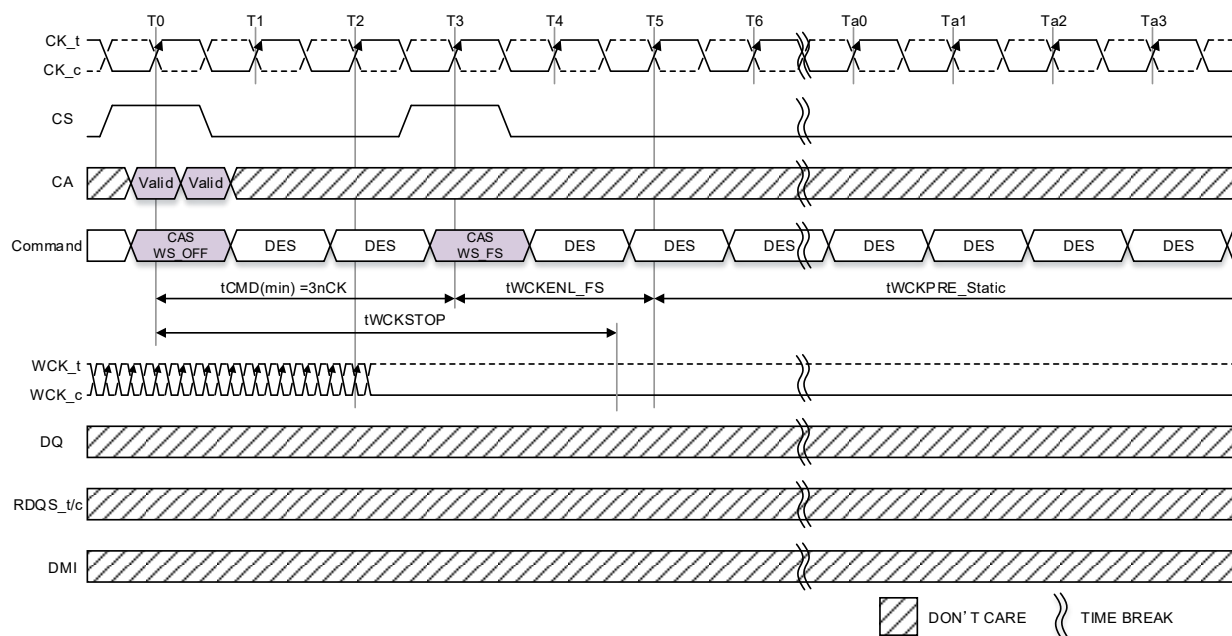 T0 T1 T2 T3 T4 T5 T6 Ta0 Ta1 Ta2 Ta3
CK_t
CK_c
CS
CA Valid Valid
Command CAS WS_OFF DES DES CAS WS_FS DES DES DES DES DES DES DES
tCMD(min) =3nCK tWCKENL_FS tWCKPRE_Static
tWCKSTOP
WCK_t
WCK_c
DQ
RDQS_t/c
DMI
DON'T CARE TIME BREAK